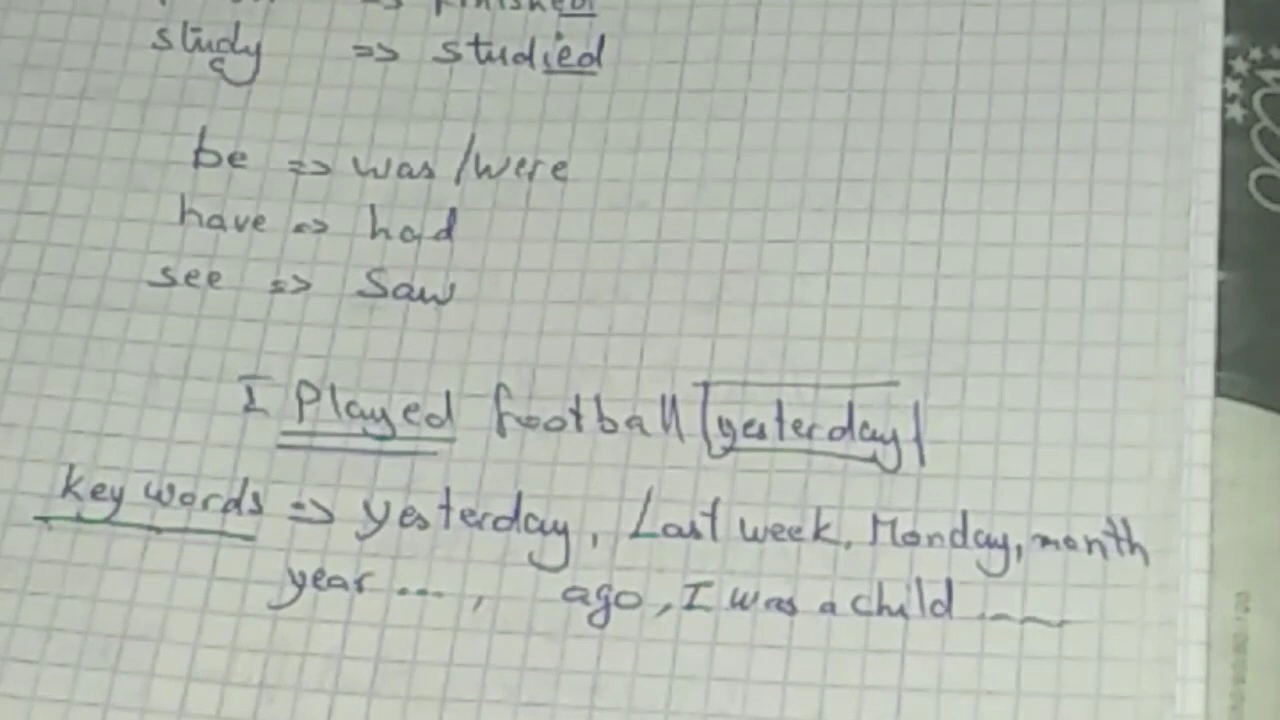 => finished
study => studied
be => was/were
have => had
see => saw
I Played football yesterday
key words => yesterday, Last week, Monday, month
year ...., ago, I was a child ......